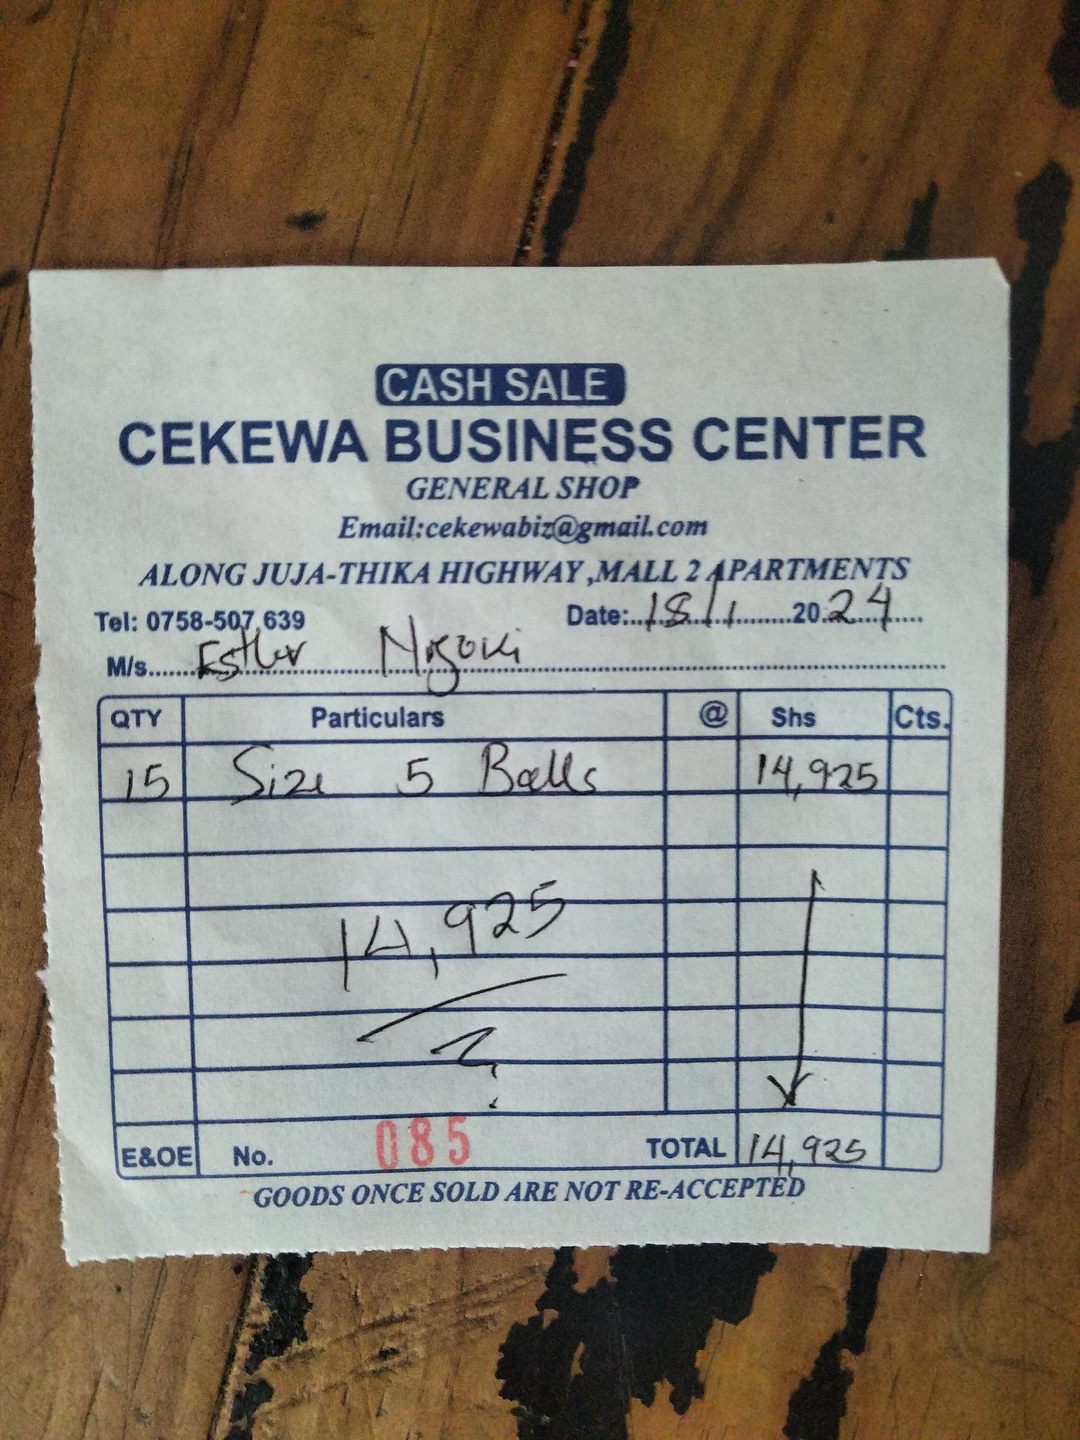 CASH SALE
CEKEWA BUSINESS CENTER
GENERAL SHOP
Email:cekewabiz@gmail.com
ALONG JUJA-THIKA HIGHWAY ,MALL 2 APARTMENTS
Tel: 0758-507 639 Date:...18/1.........20.24......
M/s......Esther
QTY Particulars @ Shs Cts.
15 Size 5 Balls 14,925
14,925
E&OE No. 085 TOTAL 14,925
GOODS ONCE SOLD ARE NOT RE-ACCEPTED